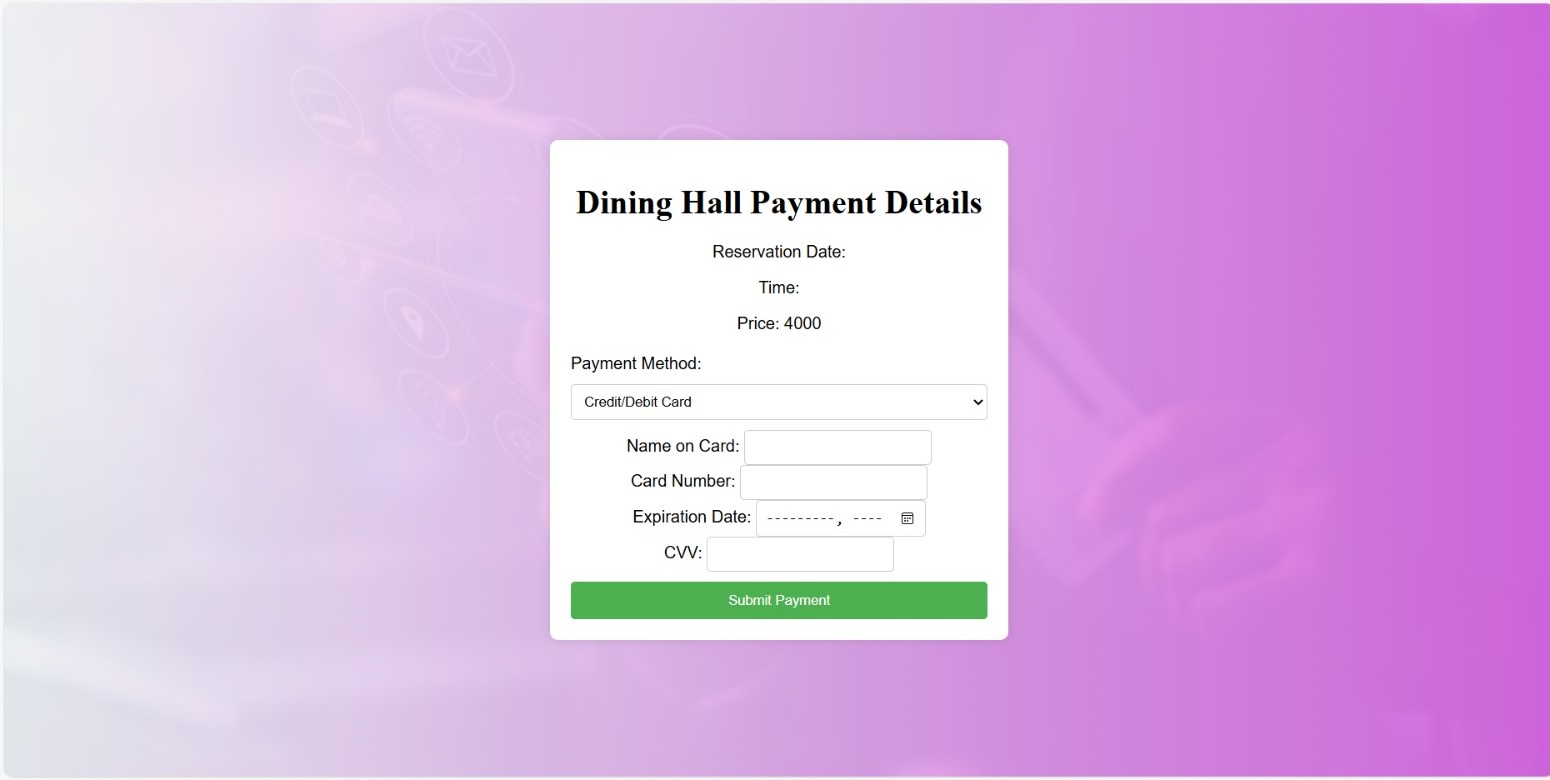 Dining Hall Payment Details
Reservation Date:
Time:
Price: 4000
Payment Method:
Credit/Debit Card
Name on Card:
Card Number:
Expiration Date: ---------, ----
CVV:
Submit Payment